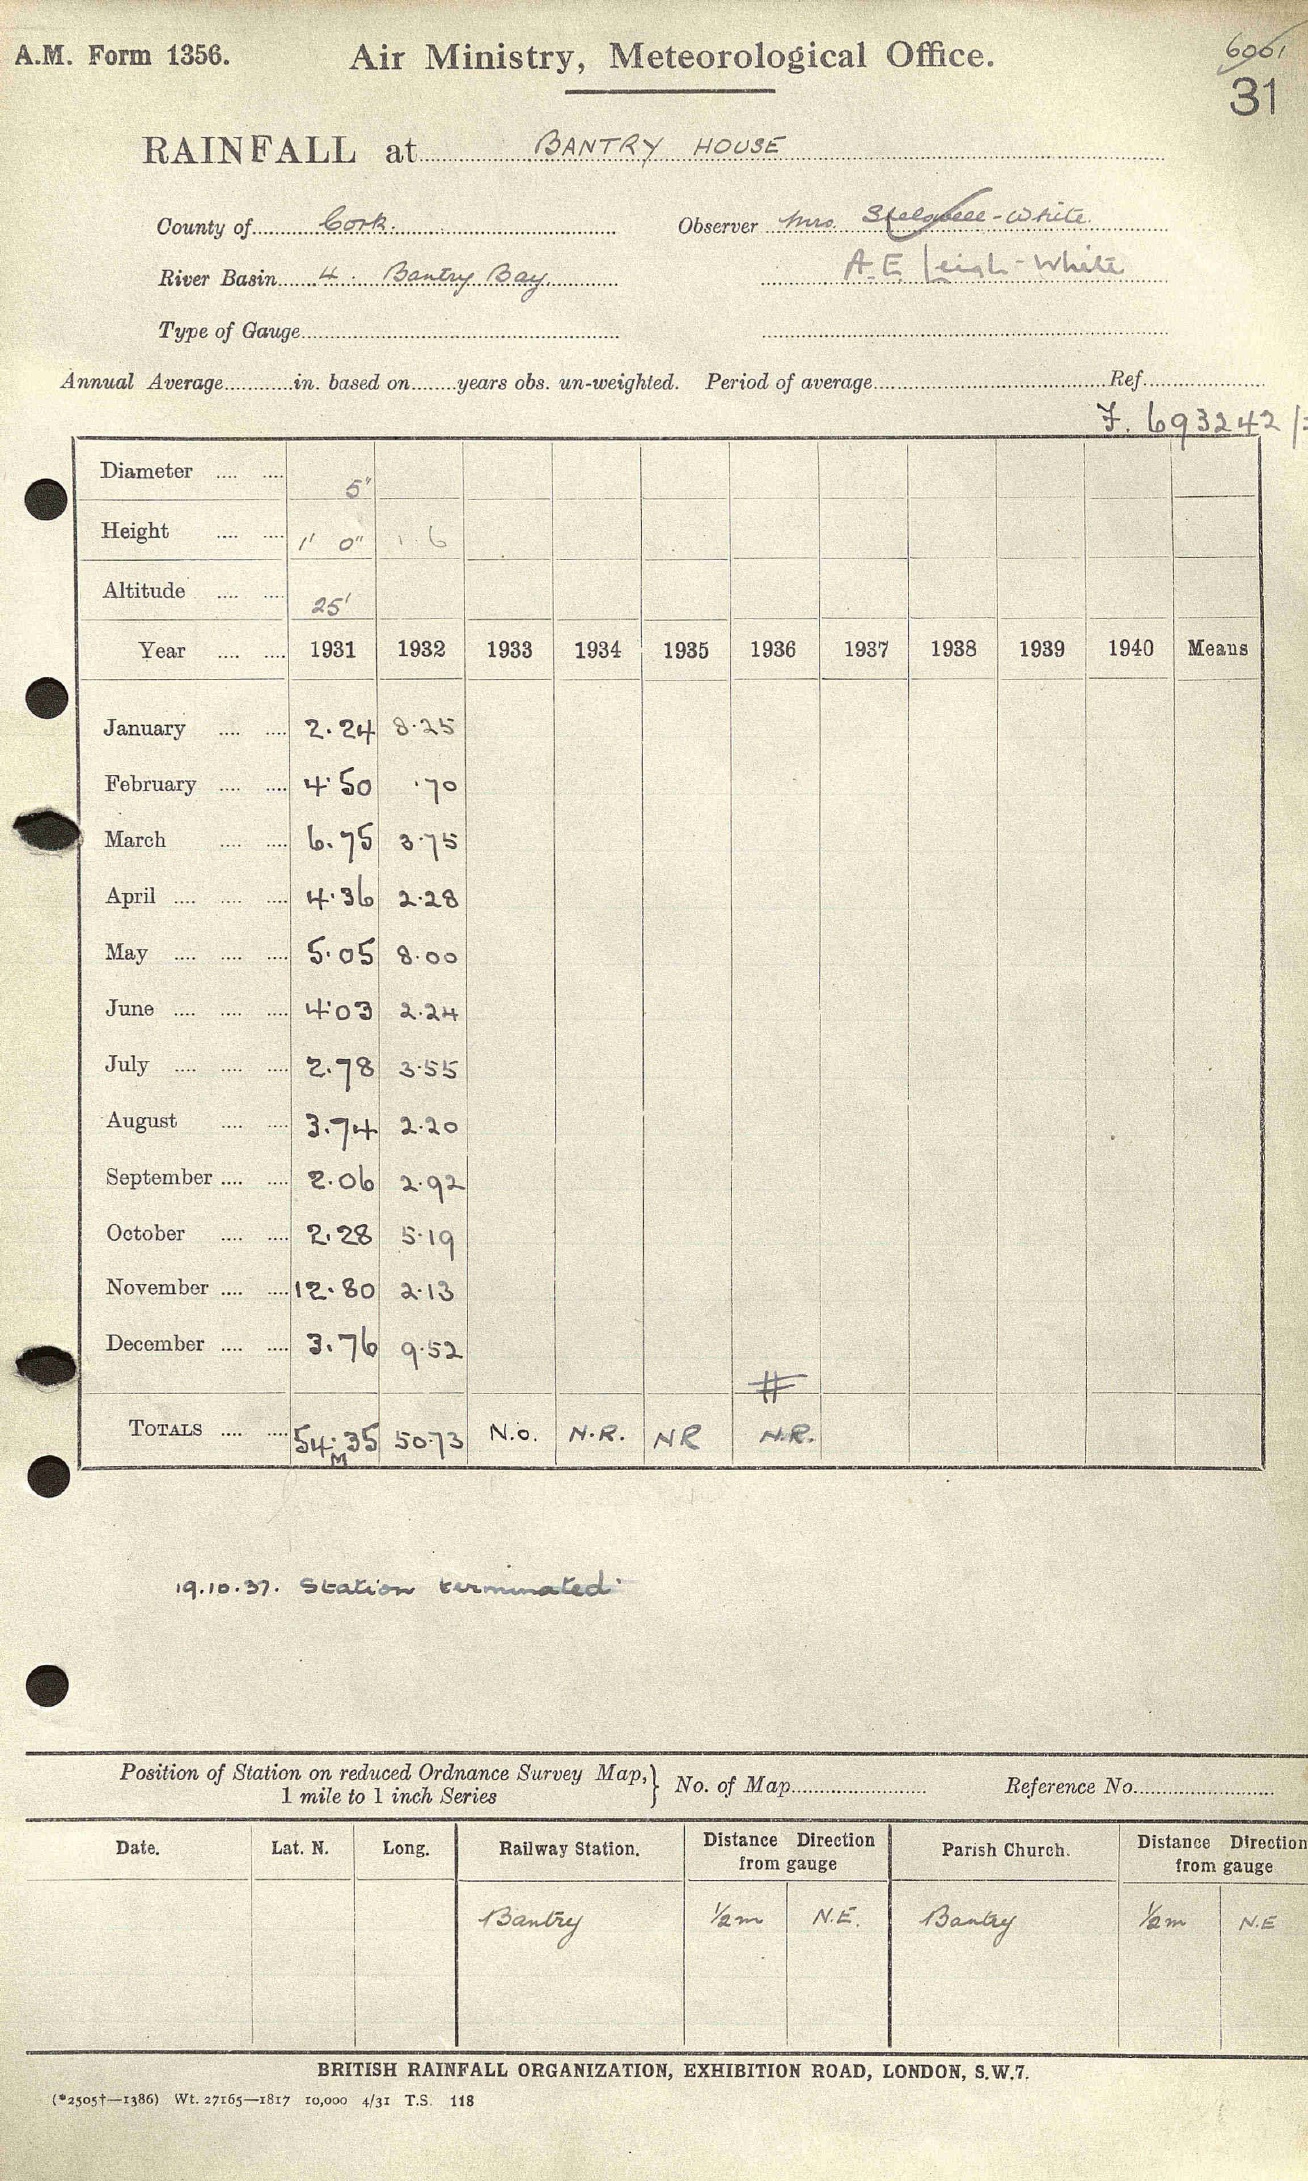 A.M. Form 1356. Air Ministry, Meteorological Office. 6001
31
RAINFALL at BANTRY HOUSE
County of Cork. Observer Mrs. -White.
A.E. Leigh-White
River Basin 4. Bantry Bay.
Type of Gauge
Annual Average in. based on years obs. un-weighted. Period of average Ref.
693242
Diameter 5"
Height 1' 0" 1 6
Altitude 25'
Year 1931 1932 1933 1934 1935 1936 1937 1938 1939 1940 Means
January 2.24 8.25
February 4.50 .70
March 6.75 3.75
April 4.36 2.28
May 5.05 8.00
June 4.03 2.24
July 2.78 3.55
August 3.74 2.20
September 2.06 2.92
October 2.28 5.19
November 12.80 2.13
December 3.76 9.52
#
TOTALS 54.35 50.73 N.O. N.R. NR N.R.
M
19.10.37. Station terminated.
Position of Station on reduced Ordnance Survey Map, } No. of Map Reference No.
1 mile to 1 inch Series
Date. Lat. N. Long. Railway Station. Distance Direction Parish Church. Distance Direction
from gauge from gauge
Bantry 1/2 m N.E. Bantry 1/2 m N.E
BRITISH RAINFALL ORGANIZATION, EXHIBITION ROAD, LONDON, S.W.7.
(*2505†—1386) Wt. 27165—1817 10,000 4/31 T.S. 118